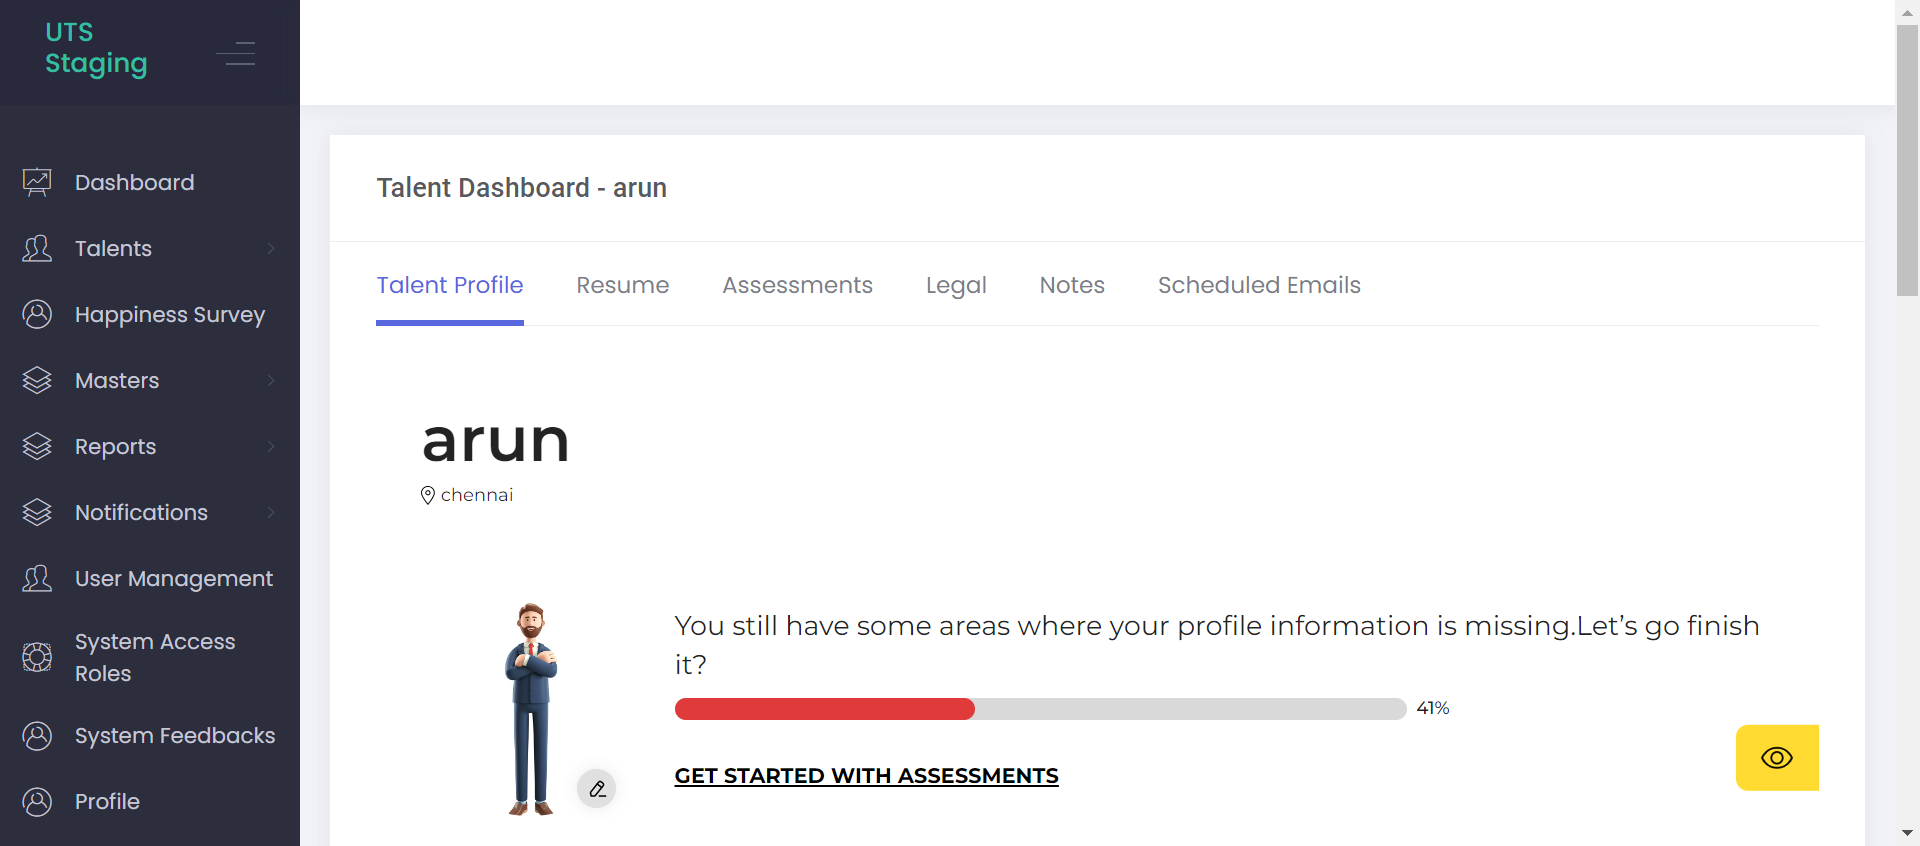 UTS
Staging
Dashboard
Talents
Happiness Survey
Masters
Reports
Notifications
User Management
System Access
Roles
System Feedbacks
Profile
Talent Dashboard - arun
Talent Profile
Resume
Assessments
Legal
Notes
Scheduled Emails
arun
chennai
You still have some areas where your profile information is missing.Let’s go finish
it?
41%
GET STARTED WITH ASSESSMENTS